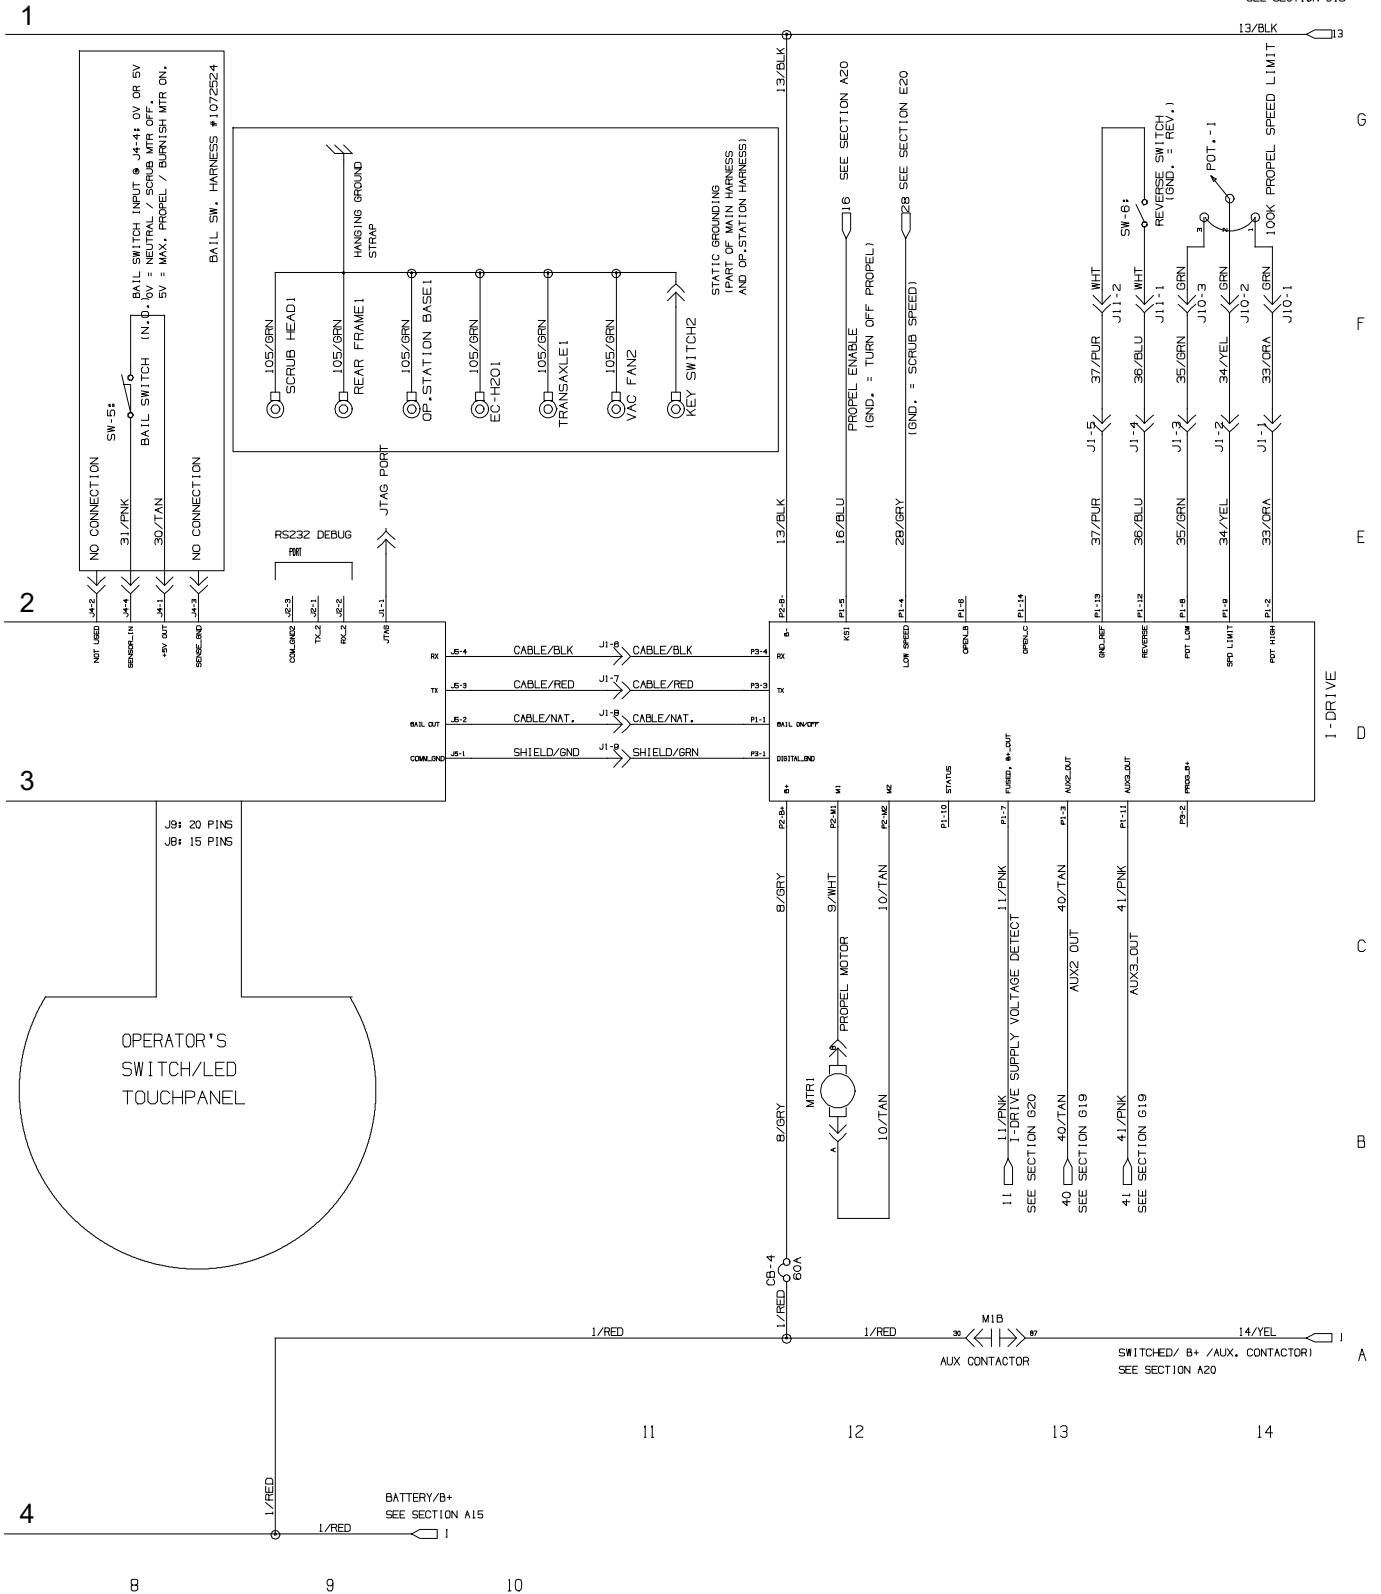 1
13/BLK
13
BAIL SWITCH INPUT @ J4-4: 0V OR 5V
0V = NEUTRAL / SCRUB MTR OFF.
5V = MAX. PROPEL / BURNISH MTR ON.
BAIL SW. HARNESS #1072524
SW-5:
BAIL SWITCH (N.O.)
NO CONNECTION
31/PNK
30/TAN
NO CONNECTION
HANGING GROUND
STRAP
STATIC GROUNDING
(PART OF MAIN HARNESS
AND OP.STATION HARNESS)
105/GRN
SCRUB HEAD1
105/GRN
REAR FRAME1
105/GRN
OP.STATION BASE1
105/GRN
EC-H2O1
105/GRN
TRANSAXLE1
105/GRN
VAC FAN2
KEY SWITCH2
13/BLK
13/BLK
16 SEE SECTION A20
PROPEL ENABLE
(GND. = TURN OFF PROPEL)
16/BLU
28 SEE SECTION E20
(GND. = SCRUB SPEED)
28/GRY
SW-6:
REVERSE SWITCH
(GND. = REV.)
POT.-1
3
2
1
100K PROPEL SPEED LIMIT
WHT
J11-2
WHT
J11-1
GRN
J10-3
GRN
J10-2
GRN
J10-1
37/PUR
36/BLU
35/GRN
34/YEL
33/ORA
J1-5
J1-4
J1-3
J1-2
J1-1
37/PUR
36/BLU
35/GRN
34/YEL
33/ORA
G
F
E
D
C
B
A
RS232 DEBUG
PORT
JTAG PORT
2
J4-2
J4-4
J4-1
J4-3
J2-3
J2-1
J2-2
J1-1
NOT USED
SENSOR_IN
+5V OUT
SENSE_GND
COM_GND2
TX_2
RX_2
JTAG
P2-B-
P1-5
P1-4
P1-6
P1-14
P1-13
P1-12
P1-8
P1-9
P1-2
B-
KSI
LOW SPEED
OPEN_B
OPEN_C
GND_REF
REVERSE
POT LOW
SPD LIMIT
POT HIGH
RX J5-4 CABLE/BLK J1-6 CABLE/BLK P3-4 RX
TX J5-3 CABLE/RED J1-7 CABLE/RED P3-3 TX
BAIL OUT J5-2 CABLE/NAT. J1-8 CABLE/NAT. P1-1 BAIL ON/OFF
COMM_GND J5-1 SHIELD/GND J1-9 SHIELD/GRN P3-1 DIGITAL_GND
I-DRIVE
3
B+
M1
M2
STATUS
FUSED, B+_OUT
AUX2_OUT
AUX3_OUT
PROG_B+
P2-B+
P2-M1
P2-M2
P1-10
P1-7
P1-3
P1-11
P3-2
J9: 20 PINS
J8: 15 PINS
OPERATOR'S
SWITCH/LED
TOUCHPANEL
8/GRY
9/WHT
10/TAN
11/PNK
40/TAN
41/PNK
PROPEL MOTOR
I-DRIVE SUPPLY VOLTAGE DETECT
AUX2 OUT
AUX3_OUT
B
MTR1
A
8/GRY
10/TAN
11/PNK
40/TAN
41/PNK
11
SEE SECTION G20
40
SEE SECTION G19
41
SEE SECTION G19
CB-4
60A
1/RED
1/RED
1/RED
30
M1B
87
AUX CONTACTOR
14/YEL
1
SWITCHED/ B+ /AUX. CONTACTOR)
SEE SECTION A20
11
12
13
14
1/RED
BATTERY/B+
SEE SECTION A15
4
1/RED
1
8
9
10